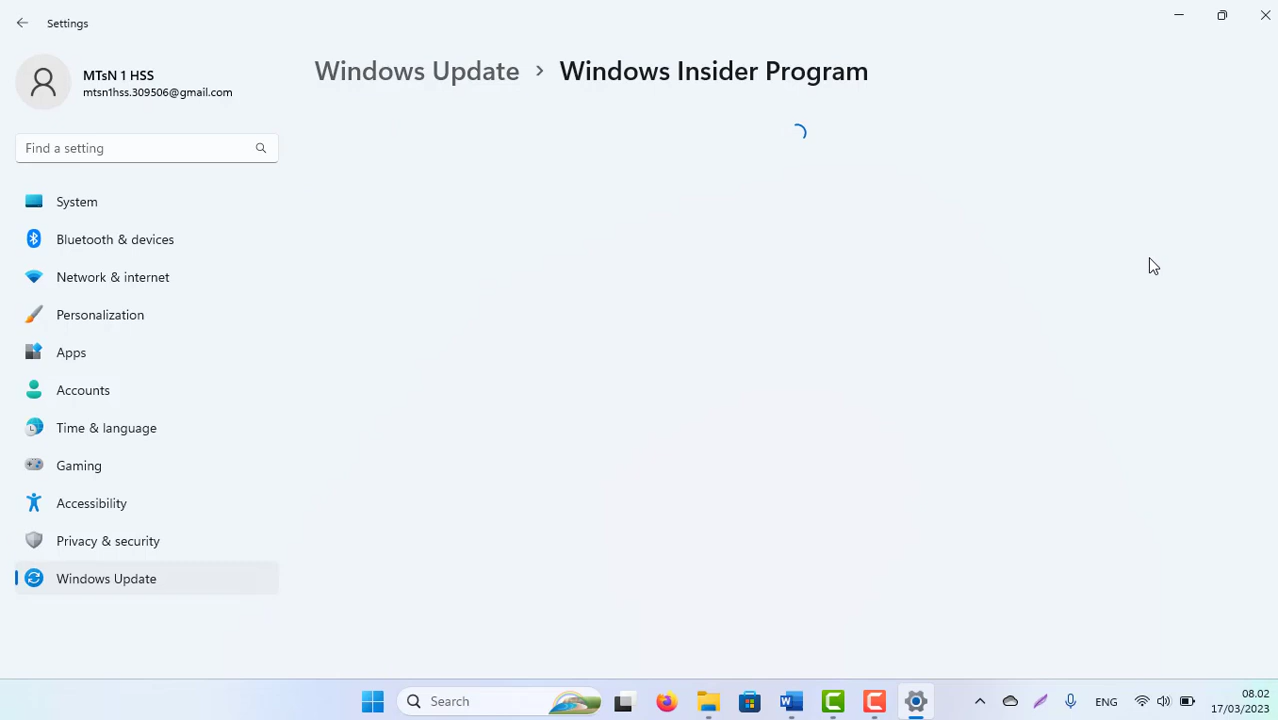 Settings
MTsN 1 HSS
mtsn1hss.309506@gmail.com
Find a setting
System
Bluetooth & devices
Network & internet
Personalization
Apps
Accounts
Time & language
Gaming
Accessibility
Privacy & security
Windows Update
Windows Update > Windows Insider Program
Search
ENG
08.02
17/03/2023